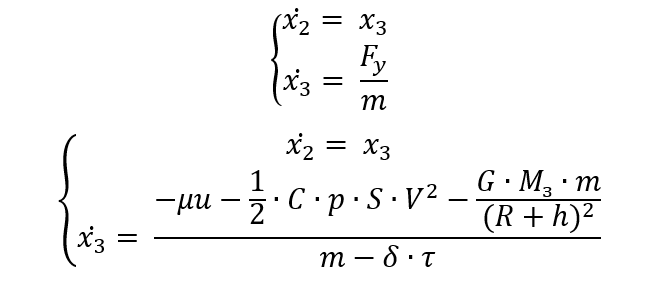 {ẋ₂ = x₃
ẋ₃ = F_y / m
{ẋ₂ = x₃
ẋ₃ = (−μu − 1/2 · C · p · S · V² − (G · M_з · m) / (R + h)²) / (m − δ · τ)